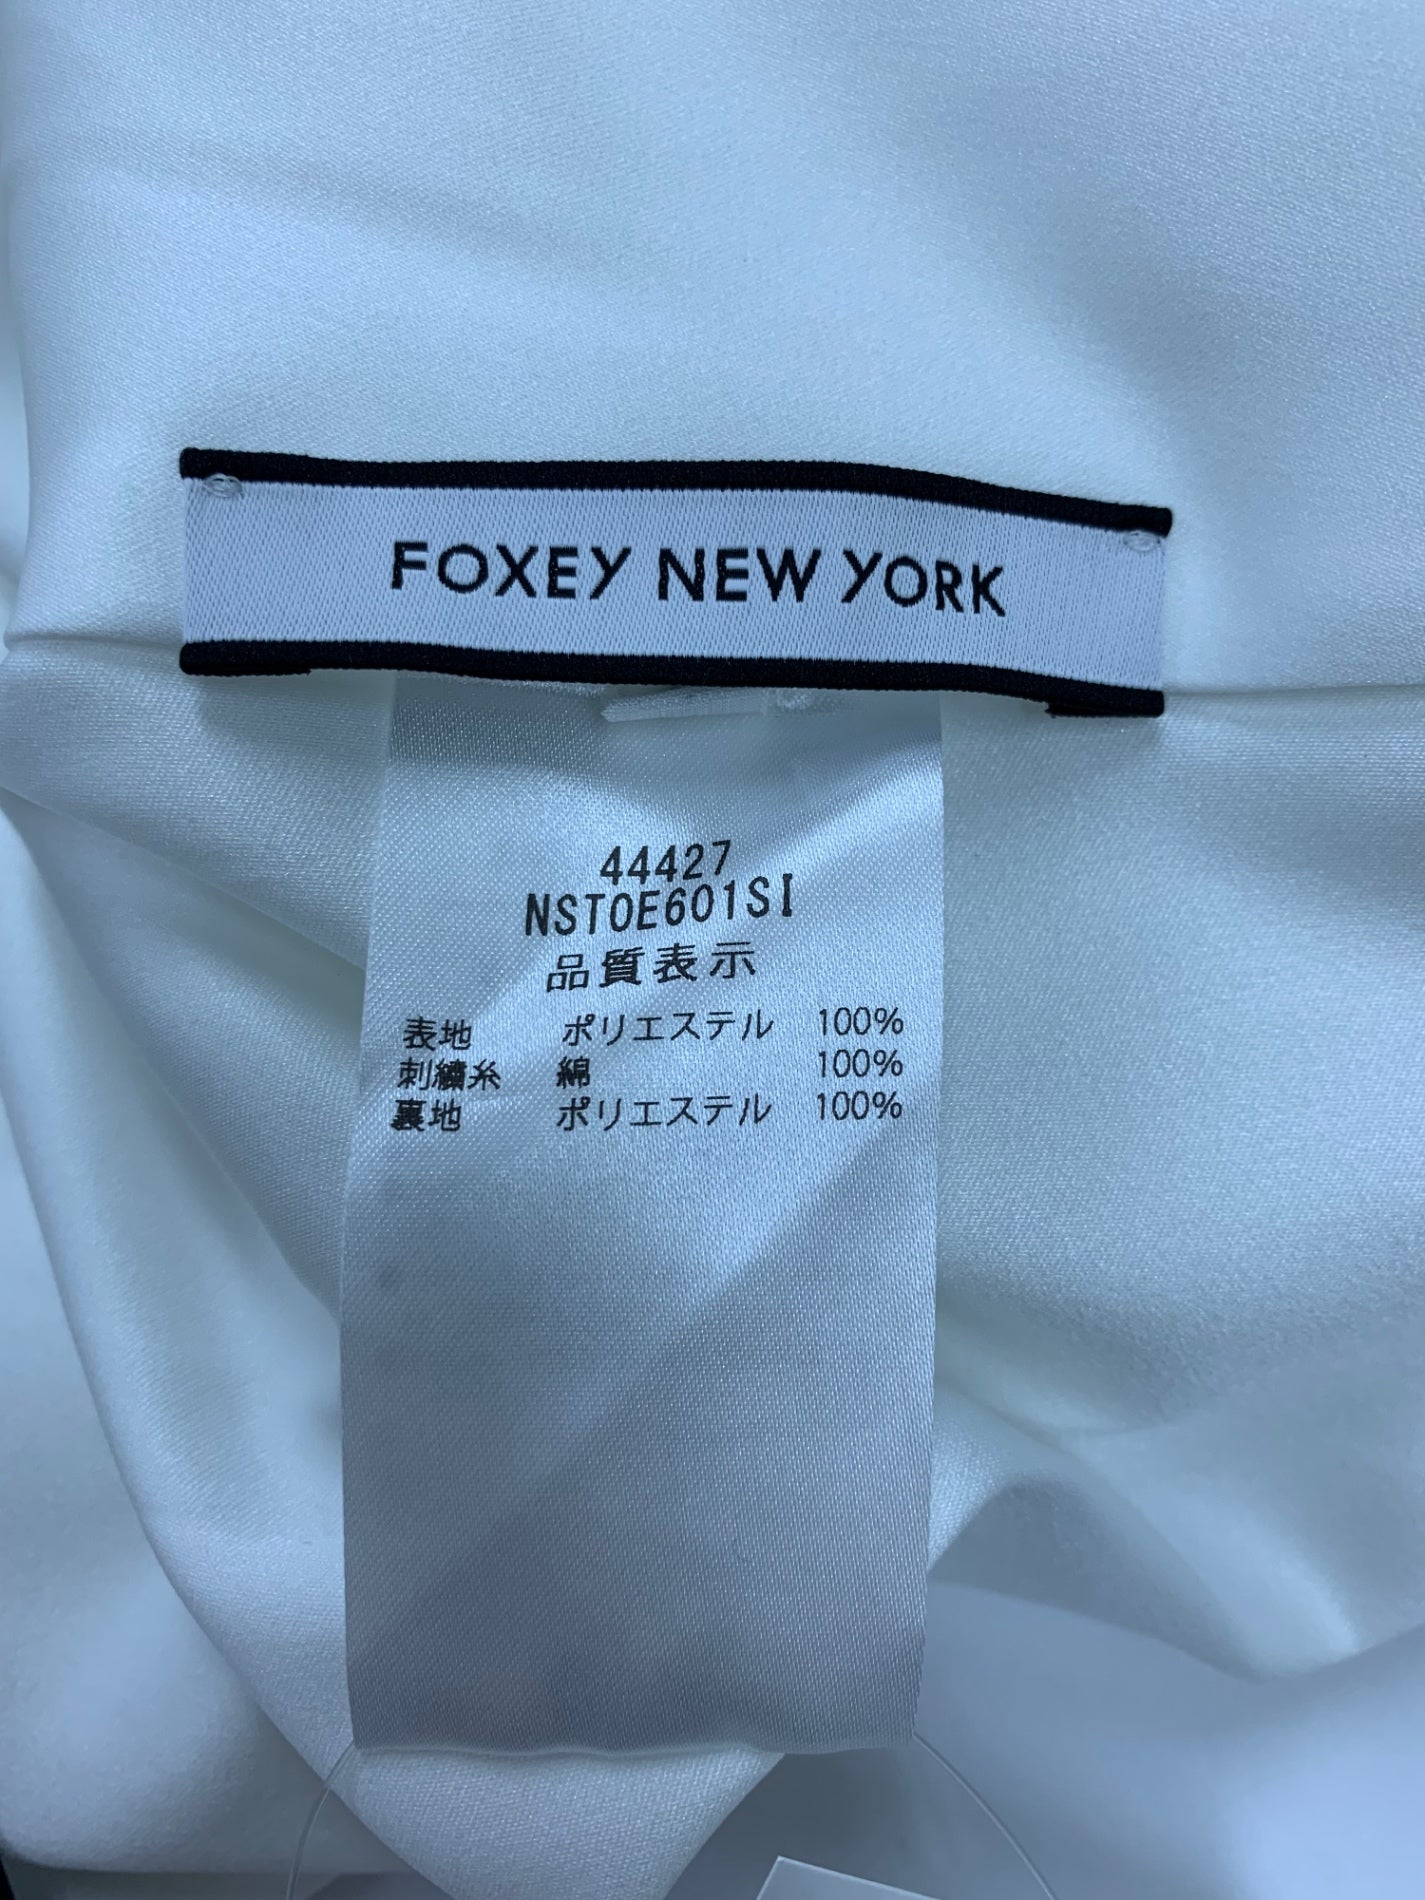 FOXEY NEW YORK
44427
NST0E601SI
品質表示
表地 ポリエステル 100%
刺繍糸 綿 100%
裏地 ポリエステル 100%